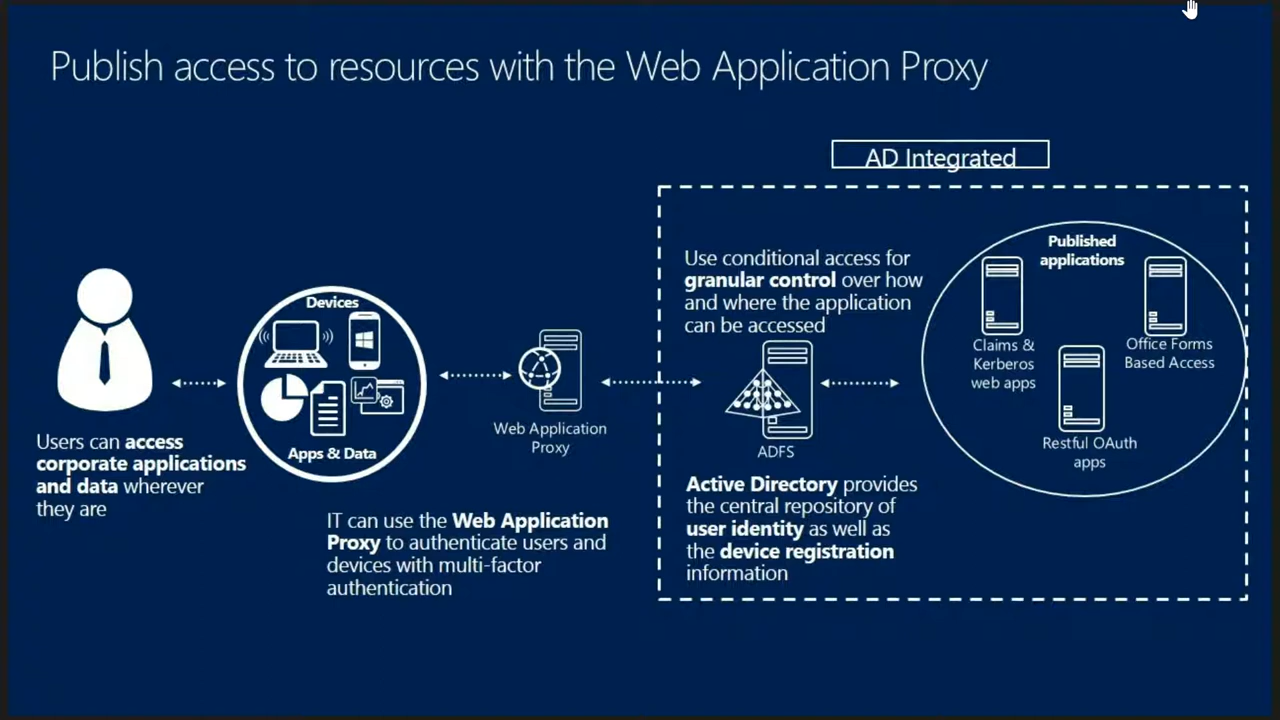 Publish access to resources with the Web Application Proxy
AD Integrated
Users can access
corporate applications
and data wherever
they are
Devices
Apps & Data
IT can use the Web Application
Proxy to authenticate users and
devices with multi-factor
authentication
Web Application
Proxy
Use conditional access for
granular control over how
and where the application
can be accessed
ADFS
Active Directory provides
the central repository of
user identity as well as
the device registration
information
Published
applications
Claims &
Kerberos
web apps
Office Forms
Based Access
Restful OAuth
apps